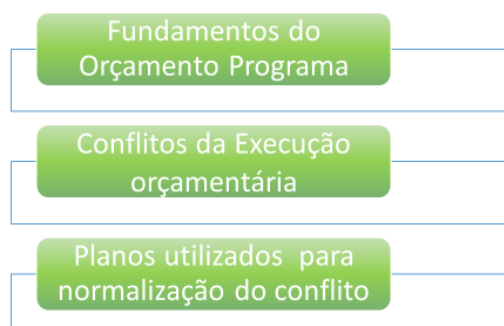 Fundamentos do
Orçamento Programa
Conflitos da Execução
orçamentária
Planos utilizados para
normalização do conflito